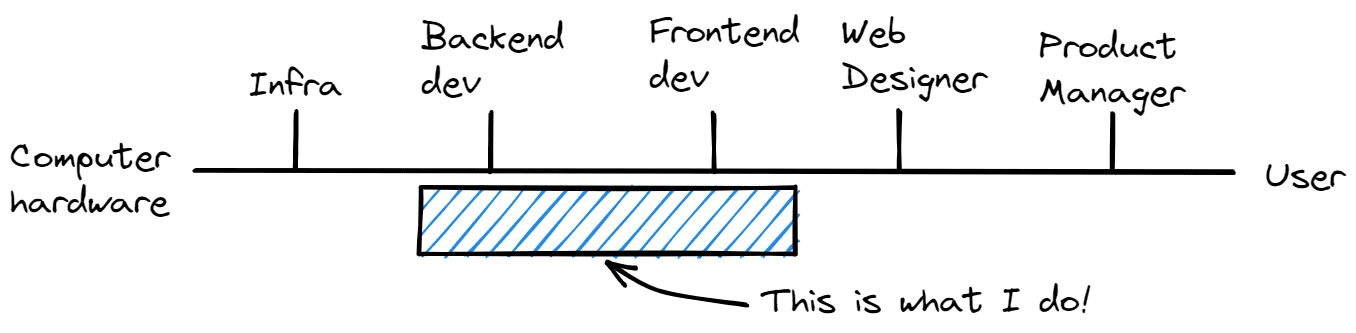 Infra
Backend
dev
Frontend
dev
Web
Designer
Product
Manager
Computer
hardware
User
This is what I do!